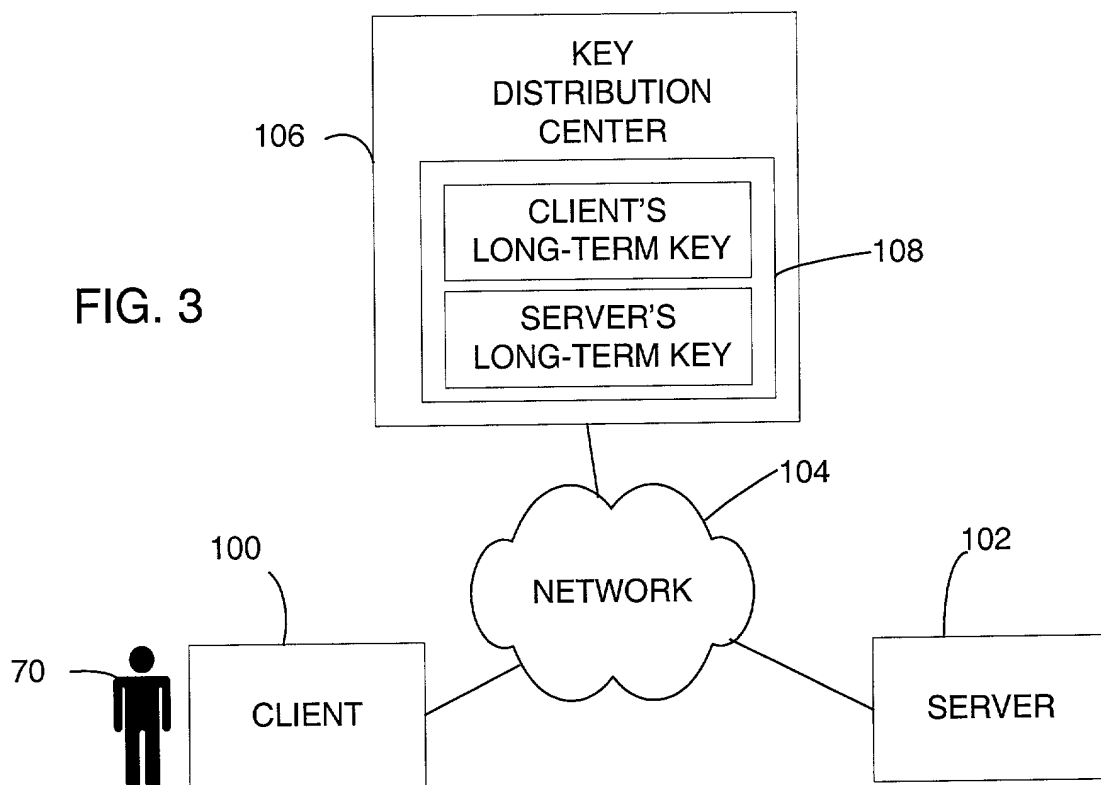 KEY
DISTRIBUTION
CENTER
106
CLIENT'S
LONG-TERM KEY
108
SERVER'S
LONG-TERM KEY
FIG. 3
104
100
102
NETWORK
70
CLIENT
SERVER